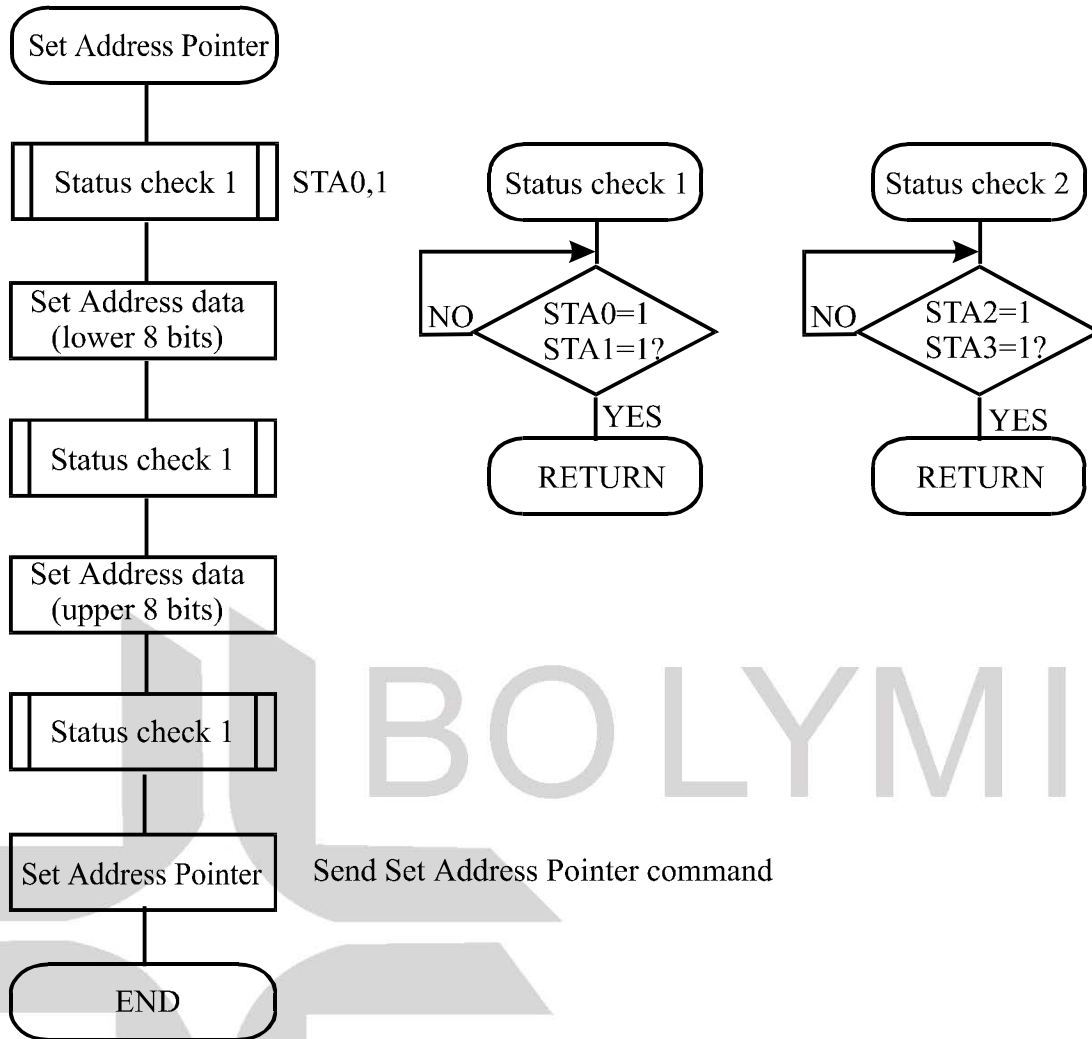 Set Address Pointer
Status check 1
STA0,1
Set Address data
(lower 8 bits)
Status check 1
Set Address data
(upper 8 bits)
Status check 1
Set Address Pointer
Send Set Address Pointer command
END
Status check 1
NO
STA0=1
STA1=1?
YES
RETURN
Status check 2
NO
STA2=1
STA3=1?
YES
RETURN
BOLYMI